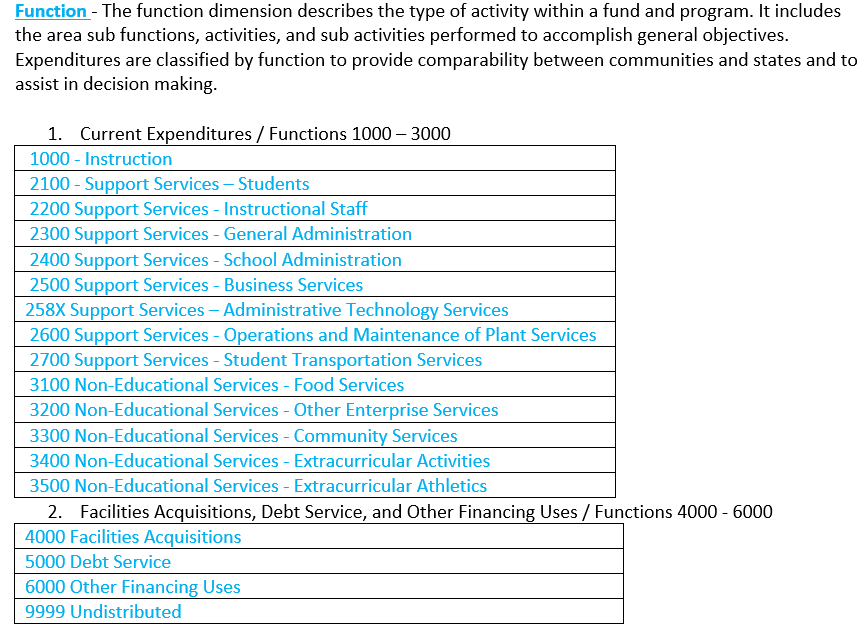 Function - The function dimension describes the type of activity within a fund and program. It includes
the area sub functions, activities, and sub activities performed to accomplish general objectives.
Expenditures are classified by function to provide comparability between communities and states and to
assist in decision making.
1. Current Expenditures / Functions 1000 – 3000
1000 - Instruction
2100 - Support Services – Students
2200 Support Services - Instructional Staff
2300 Support Services - General Administration
2400 Support Services - School Administration
2500 Support Services - Business Services
258X Support Services – Administrative Technology Services
2600 Support Services - Operations and Maintenance of Plant Services
2700 Support Services - Student Transportation Services
3100 Non-Educational Services - Food Services
3200 Non-Educational Services - Other Enterprise Services
3300 Non-Educational Services - Community Services
3400 Non-Educational Services - Extracurricular Activities
3500 Non-Educational Services - Extracurricular Athletics
2. Facilities Acquisitions, Debt Service, and Other Financing Uses / Functions 4000 - 6000
4000 Facilities Acquisitions
5000 Debt Service
6000 Other Financing Uses
9999 Undistributed